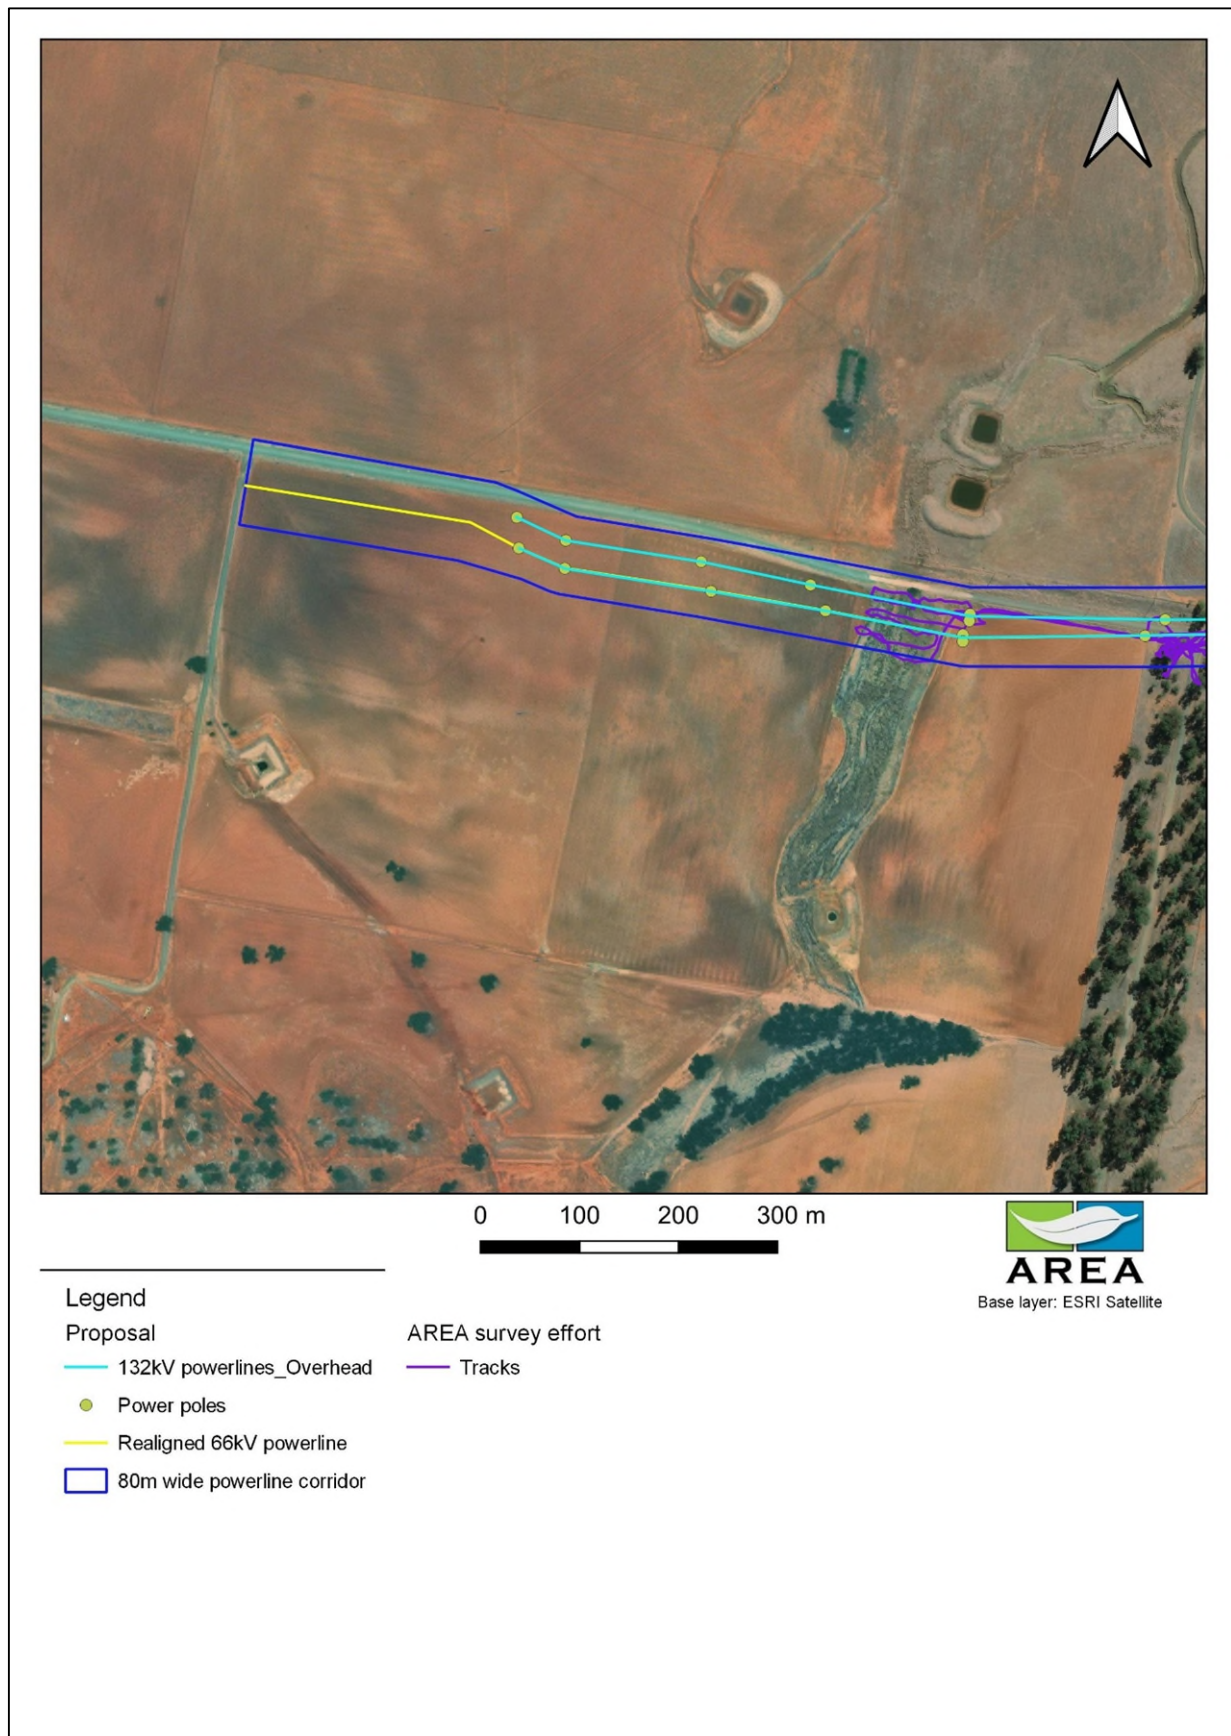 0 100 200 300 m
AREA
Base layer: ESRI Satellite
Legend
Proposal
132kV powerlines_Overhead
Power poles
Realigned 66kV powerline
80m wide powerline corridor
AREA survey effort
Tracks